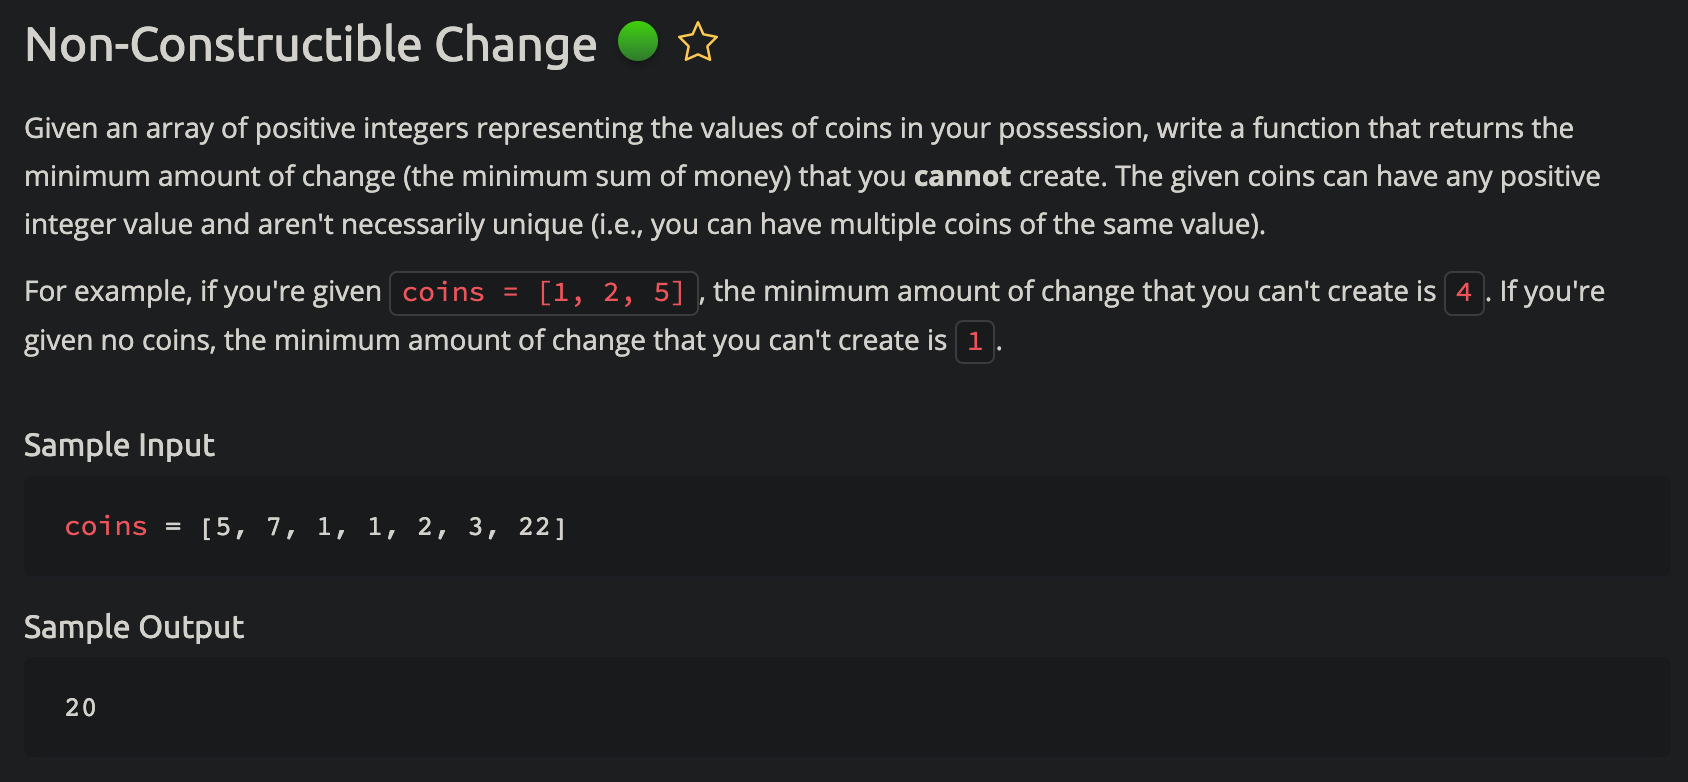 Non-Constructible Change
Given an array of positive integers representing the values of coins in your possession, write a function that returns the
minimum amount of change (the minimum sum of money) that you cannot create. The given coins can have any positive
integer value and aren't necessarily unique (i.e., you can have multiple coins of the same value).
For example, if you're given coins = [1, 2, 5], the minimum amount of change that you can't create is 4. If you're
given no coins, the minimum amount of change that you can't create is 1.
Sample Input
coins = [5, 7, 1, 1, 2, 3, 22]
Sample Output
20